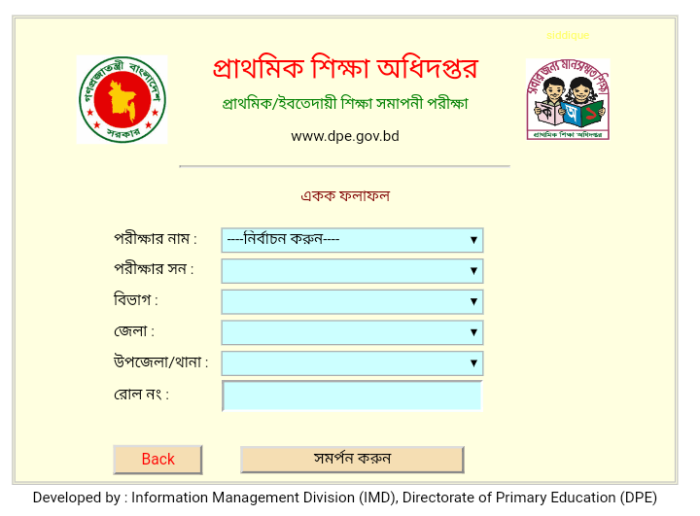 প্রাথমিক শিক্ষা অধিদপ্তর
প্রাথমিক/ইবতেদায়ী শিক্ষা সমাপনী পরীক্ষা
www.dpe.gov.bd
গণপ্রজাতন্ত্রী বাংলাদেশ
সরকার
সবার জন্য মানসম্মত শিক্ষা
ক অ ১
প্রাথমিক শিক্ষা অধিদপ্তর
একক ফলাফল
পরীক্ষার নাম : ----নির্বাচন করুন----
পরীক্ষার সন :
বিভাগ :
জেলা :
উপজেলা/থানা :
রোল নং :
Back সমর্পন করুন
Developed by : Information Management Division (IMD), Directorate of Primary Education (DPE)